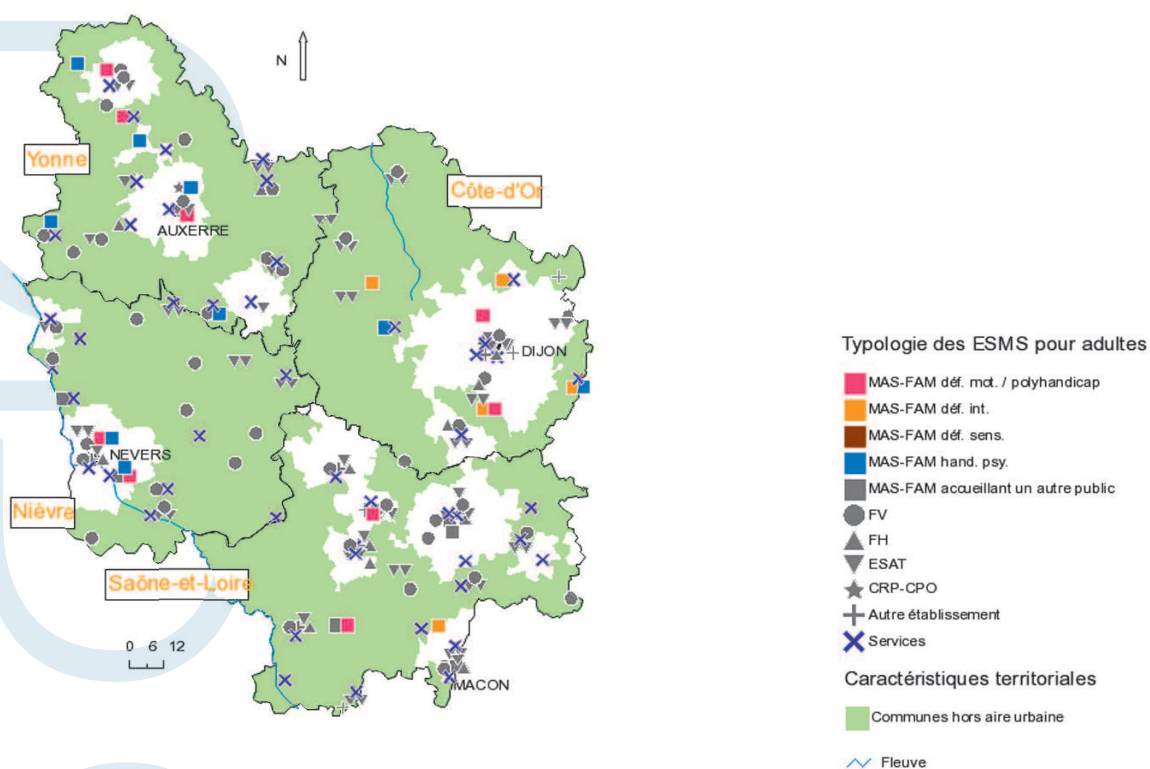 N
Yonne
Côte-d'Or
AUXERRE
DIJON
NEVERS
Nièvre
Saône-et-Loire
0 6 12
MACON
Typologie des ESMS pour adultes
MAS-FAM déf. mot. / polyhandicap
MAS-FAM déf. int.
MAS-FAM déf. sens.
MAS-FAM hand. psy.
MAS-FAM accueillant un autre public
FV
FH
ESAT
CRP-CPO
Autre établissement
Services
Caractéristiques territoriales
Communes hors aire urbaine
Fleuve